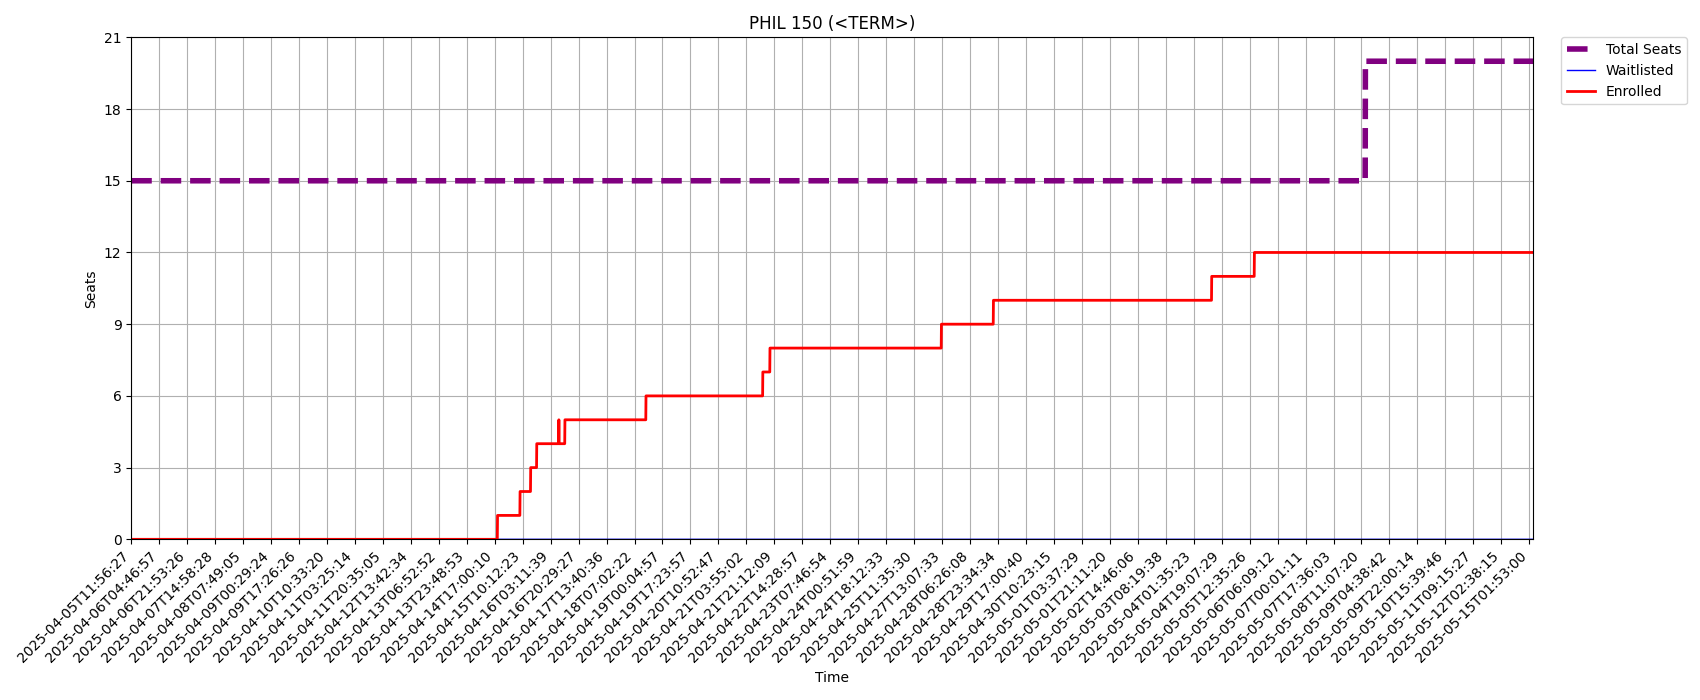 PHIL 150 (<TERM>)
Total Seats
Waitlisted
Enrolled
Seats
21
18
15
12
9
6
3
0
2025-04-05T11:56:27
2025-04-06T04:46:57
2025-04-06T21:53:26
2025-04-07T14:58:28
2025-04-08T07:49:05
2025-04-09T00:29:24
2025-04-09T17:26:26
2025-04-10T10:33:20
2025-04-11T03:25:14
2025-04-11T20:35:05
2025-04-12T13:42:34
2025-04-13T06:52:52
2025-04-13T23:48:53
2025-04-14T17:00:10
2025-04-15T10:12:23
2025-04-16T03:11:39
2025-04-16T20:29:27
2025-04-17T13:40:36
2025-04-18T07:02:22
2025-04-19T00:04:57
2025-04-19T17:23:57
2025-04-20T10:52:47
2025-04-21T03:55:02
2025-04-21T21:12:09
2025-04-22T14:28:57
2025-04-23T07:46:54
2025-04-24T00:51:59
2025-04-24T18:12:33
2025-04-25T11:35:30
2025-04-27T13:07:33
2025-04-28T06:26:08
2025-04-28T23:34:34
2025-04-29T17:00:40
2025-04-30T10:23:15
2025-05-01T03:37:29
2025-05-01T21:11:20
2025-05-02T14:46:06
2025-05-03T08:19:38
2025-05-04T01:35:23
2025-05-04T19:07:29
2025-05-05T12:35:26
2025-05-06T06:09:12
2025-05-07T00:01:11
2025-05-07T17:36:03
2025-05-08T11:07:20
2025-05-09T04:38:42
2025-05-09T22:00:14
2025-05-10T15:39:46
2025-05-11T09:15:27
2025-05-12T02:38:15
2025-05-15T01:53:00
Time